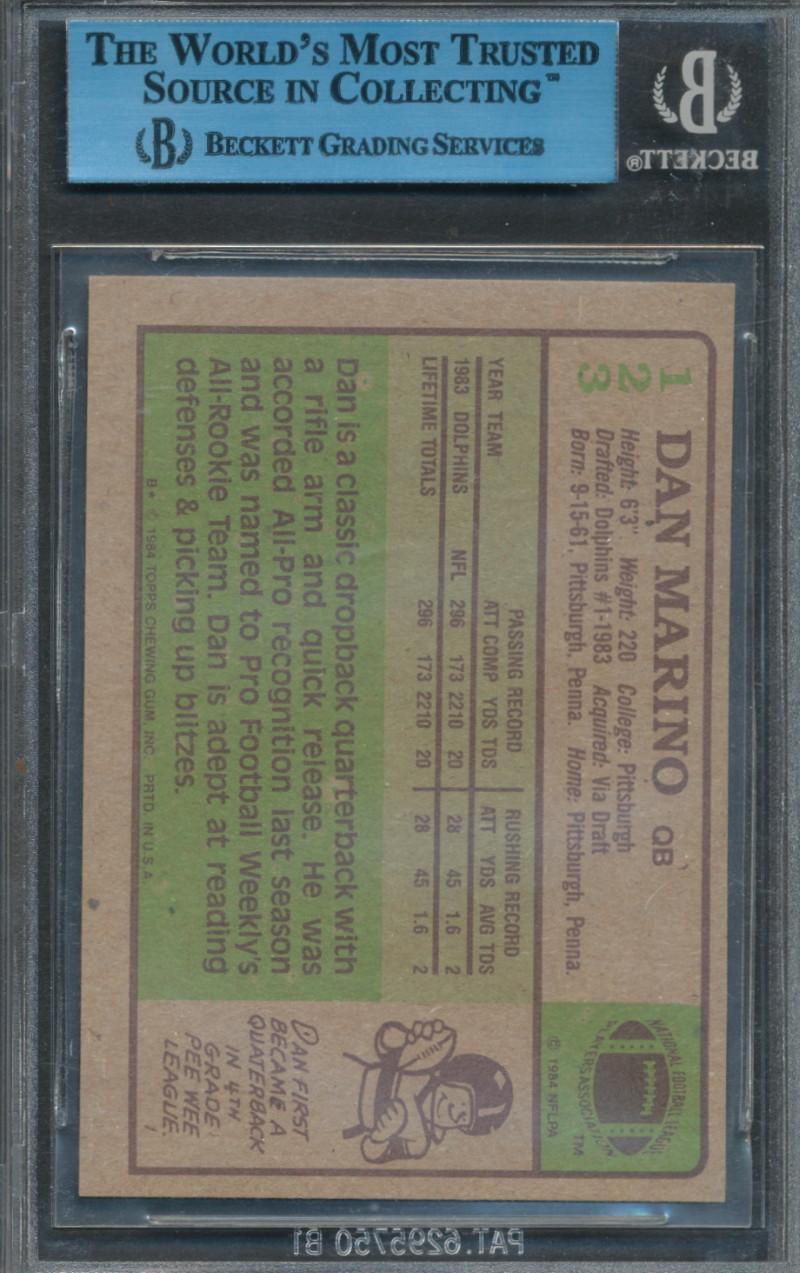 THE WORLD'S MOST TRUSTED
SOURCE IN COLLECTING™
B BECKETT GRADING SERVICES
B
BECKETT®
123
DAN MARINO QB
Height: 6'3" Weight: 220 College: Pittsburgh
Drafted: Dolphins #1-1983 Acquired: Via Draft
Born: 9-15-61, Pittsburgh, Penna. Home: Pittsburgh, Penna.
NATIONAL FOOTBALL LEAGUE
PLAYERS ASSOCIATION
TM
© 1984 NFLPA
PASSING RECORD RUSHING RECORD
YEAR TEAM ATT COMP YDS TDS ATT YDS AVG TDS
1983 DOLPHINS NFL 296 173 2210 20 28 45 1.6 2
LIFETIME TOTALS 296 173 2210 20 28 45 1.6 2
Dan is a classic dropback quarterback with
a rifle arm and quick release. He was
accorded All-Pro recognition last season
and was named to Pro Football Weekly's
All-Rookie Team. Dan is adept at reading
defenses & picking up blitzes.
DAN FIRST
BECAME A
QUATERBACK
IN 4TH
GRADE
PEE WEE
LEAGUE.
B* © 1984 TOPPS CHEWING GUM, INC. PRTD. IN U.S.A.
PAT.6295750 B1